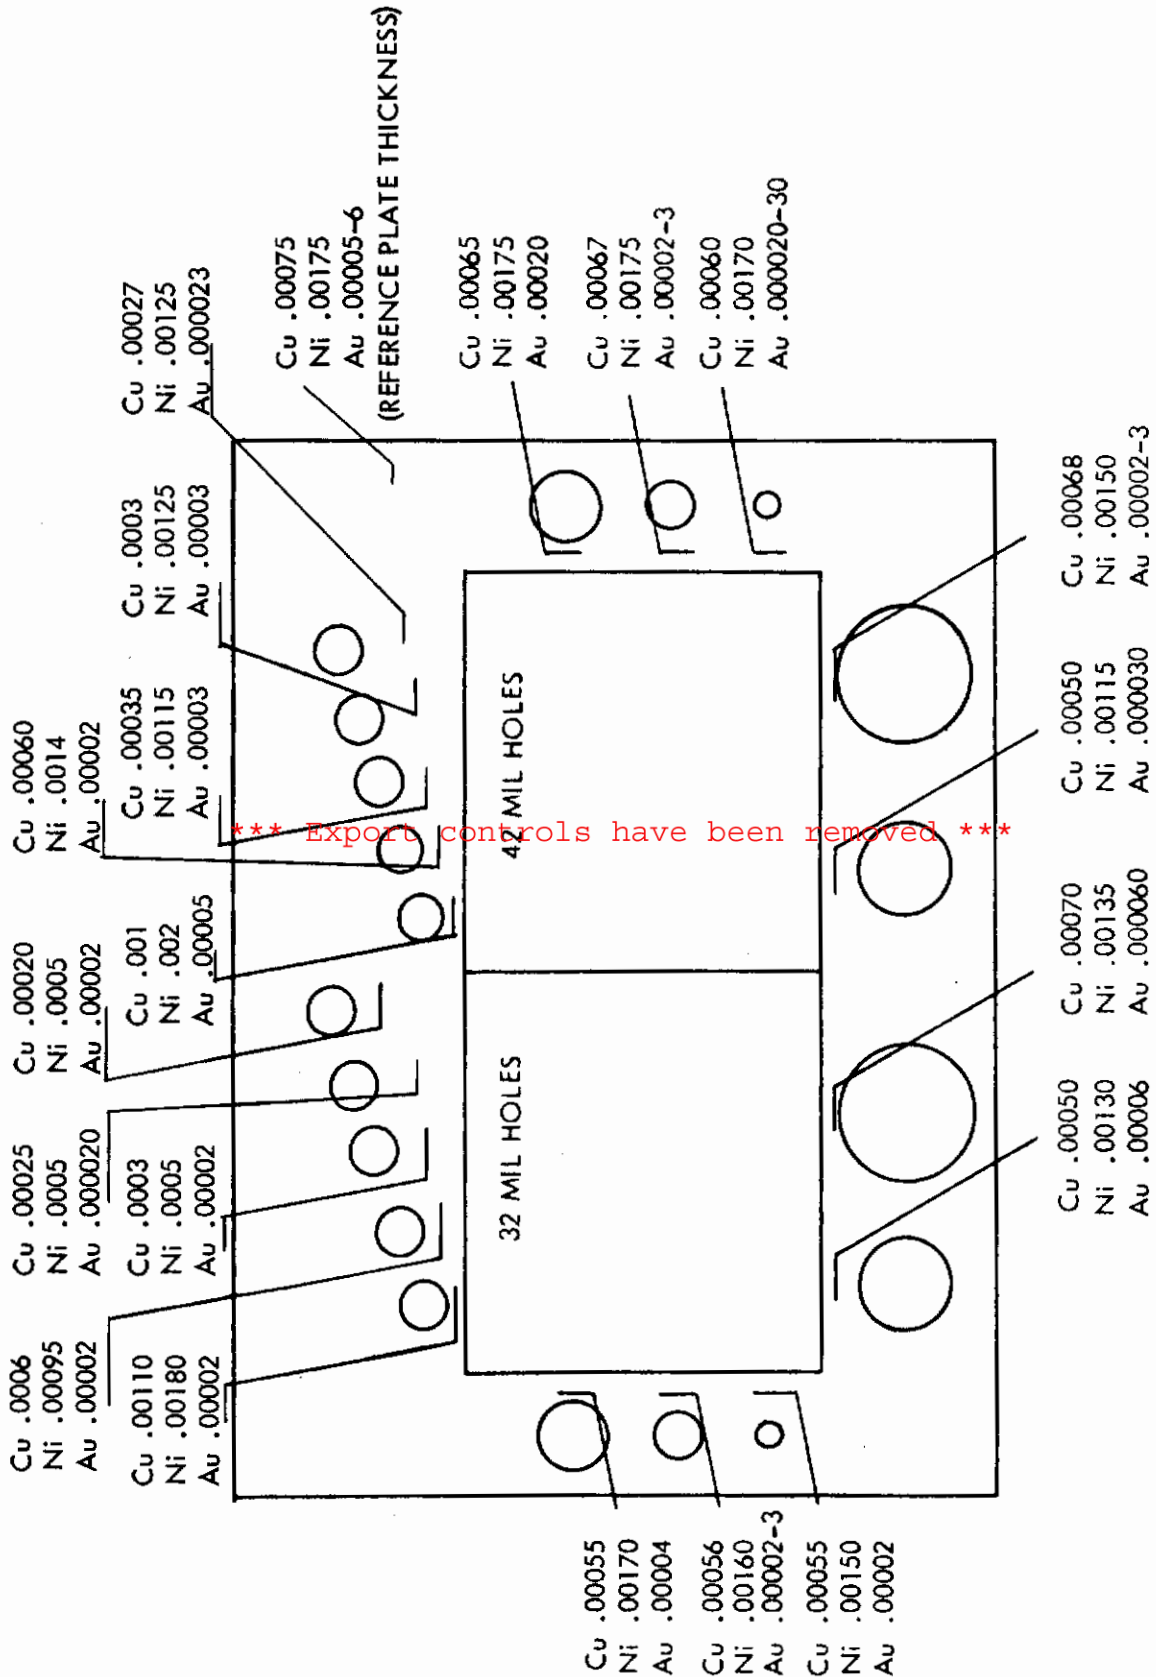 Cu .0006
Ni .00095
Au .00002
Cu .00025
Ni .0005
Au .000020
Cu .00020
Ni .0005
Au .00002
Cu .00060
Ni .0014
Au .00002
Cu .00110
Ni .00180
Au .00002
Cu .0003
Ni .0005
Au .00002
Cu .001
Ni .002
Au .00005
Cu .00035
Ni .00115
Au .00003
Cu .0003
Ni .00125
Au .00003
Cu .00027
Ni .00125
Au .000023
Cu .00075
Ni .00175
Au .00005-6
(REFERENCE PLATE THICKNESS)
Cu .00065
Ni .00175
Au .00020
Cu .00067
Ni .00175
Au .00002-3
Cu .00060
Ni .00170
Au .000020-30
32 MIL HOLES
42 MIL HOLES
*** Export controls have been removed ***
Cu .00055
Ni .00170
Au .00004
Cu .00056
Ni .00160
Au .00002-3
Cu .00055
Ni .00150
Au .00002
Cu .00050
Ni .00130
Au .00006
Cu .00070
Ni .00135
Au .000060
Cu .00050
Ni .00115
Au .000030
Cu .00068
Ni .00150
Au .00002-3